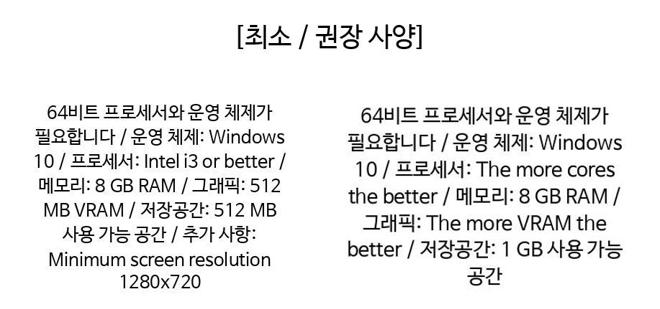 [최소 / 권장 사양]
64비트 프로세서와 운영 체제가
필요합니다 / 운영 체제: Windows
10 / 프로세서: Intel i3 or better /
메모리: 8 GB RAM / 그래픽: 512
MB VRAM / 저장공간: 512 MB
사용 가능 공간 / 추가 사항:
Minimum screen resolution
1280x720
64비트 프로세서와 운영 체제가
필요합니다 / 운영 체제: Windows
10 / 프로세서: The more cores
the better / 메모리: 8 GB RAM /
그래픽: The more VRAM the
better / 저장공간: 1 GB 사용 가능
공간